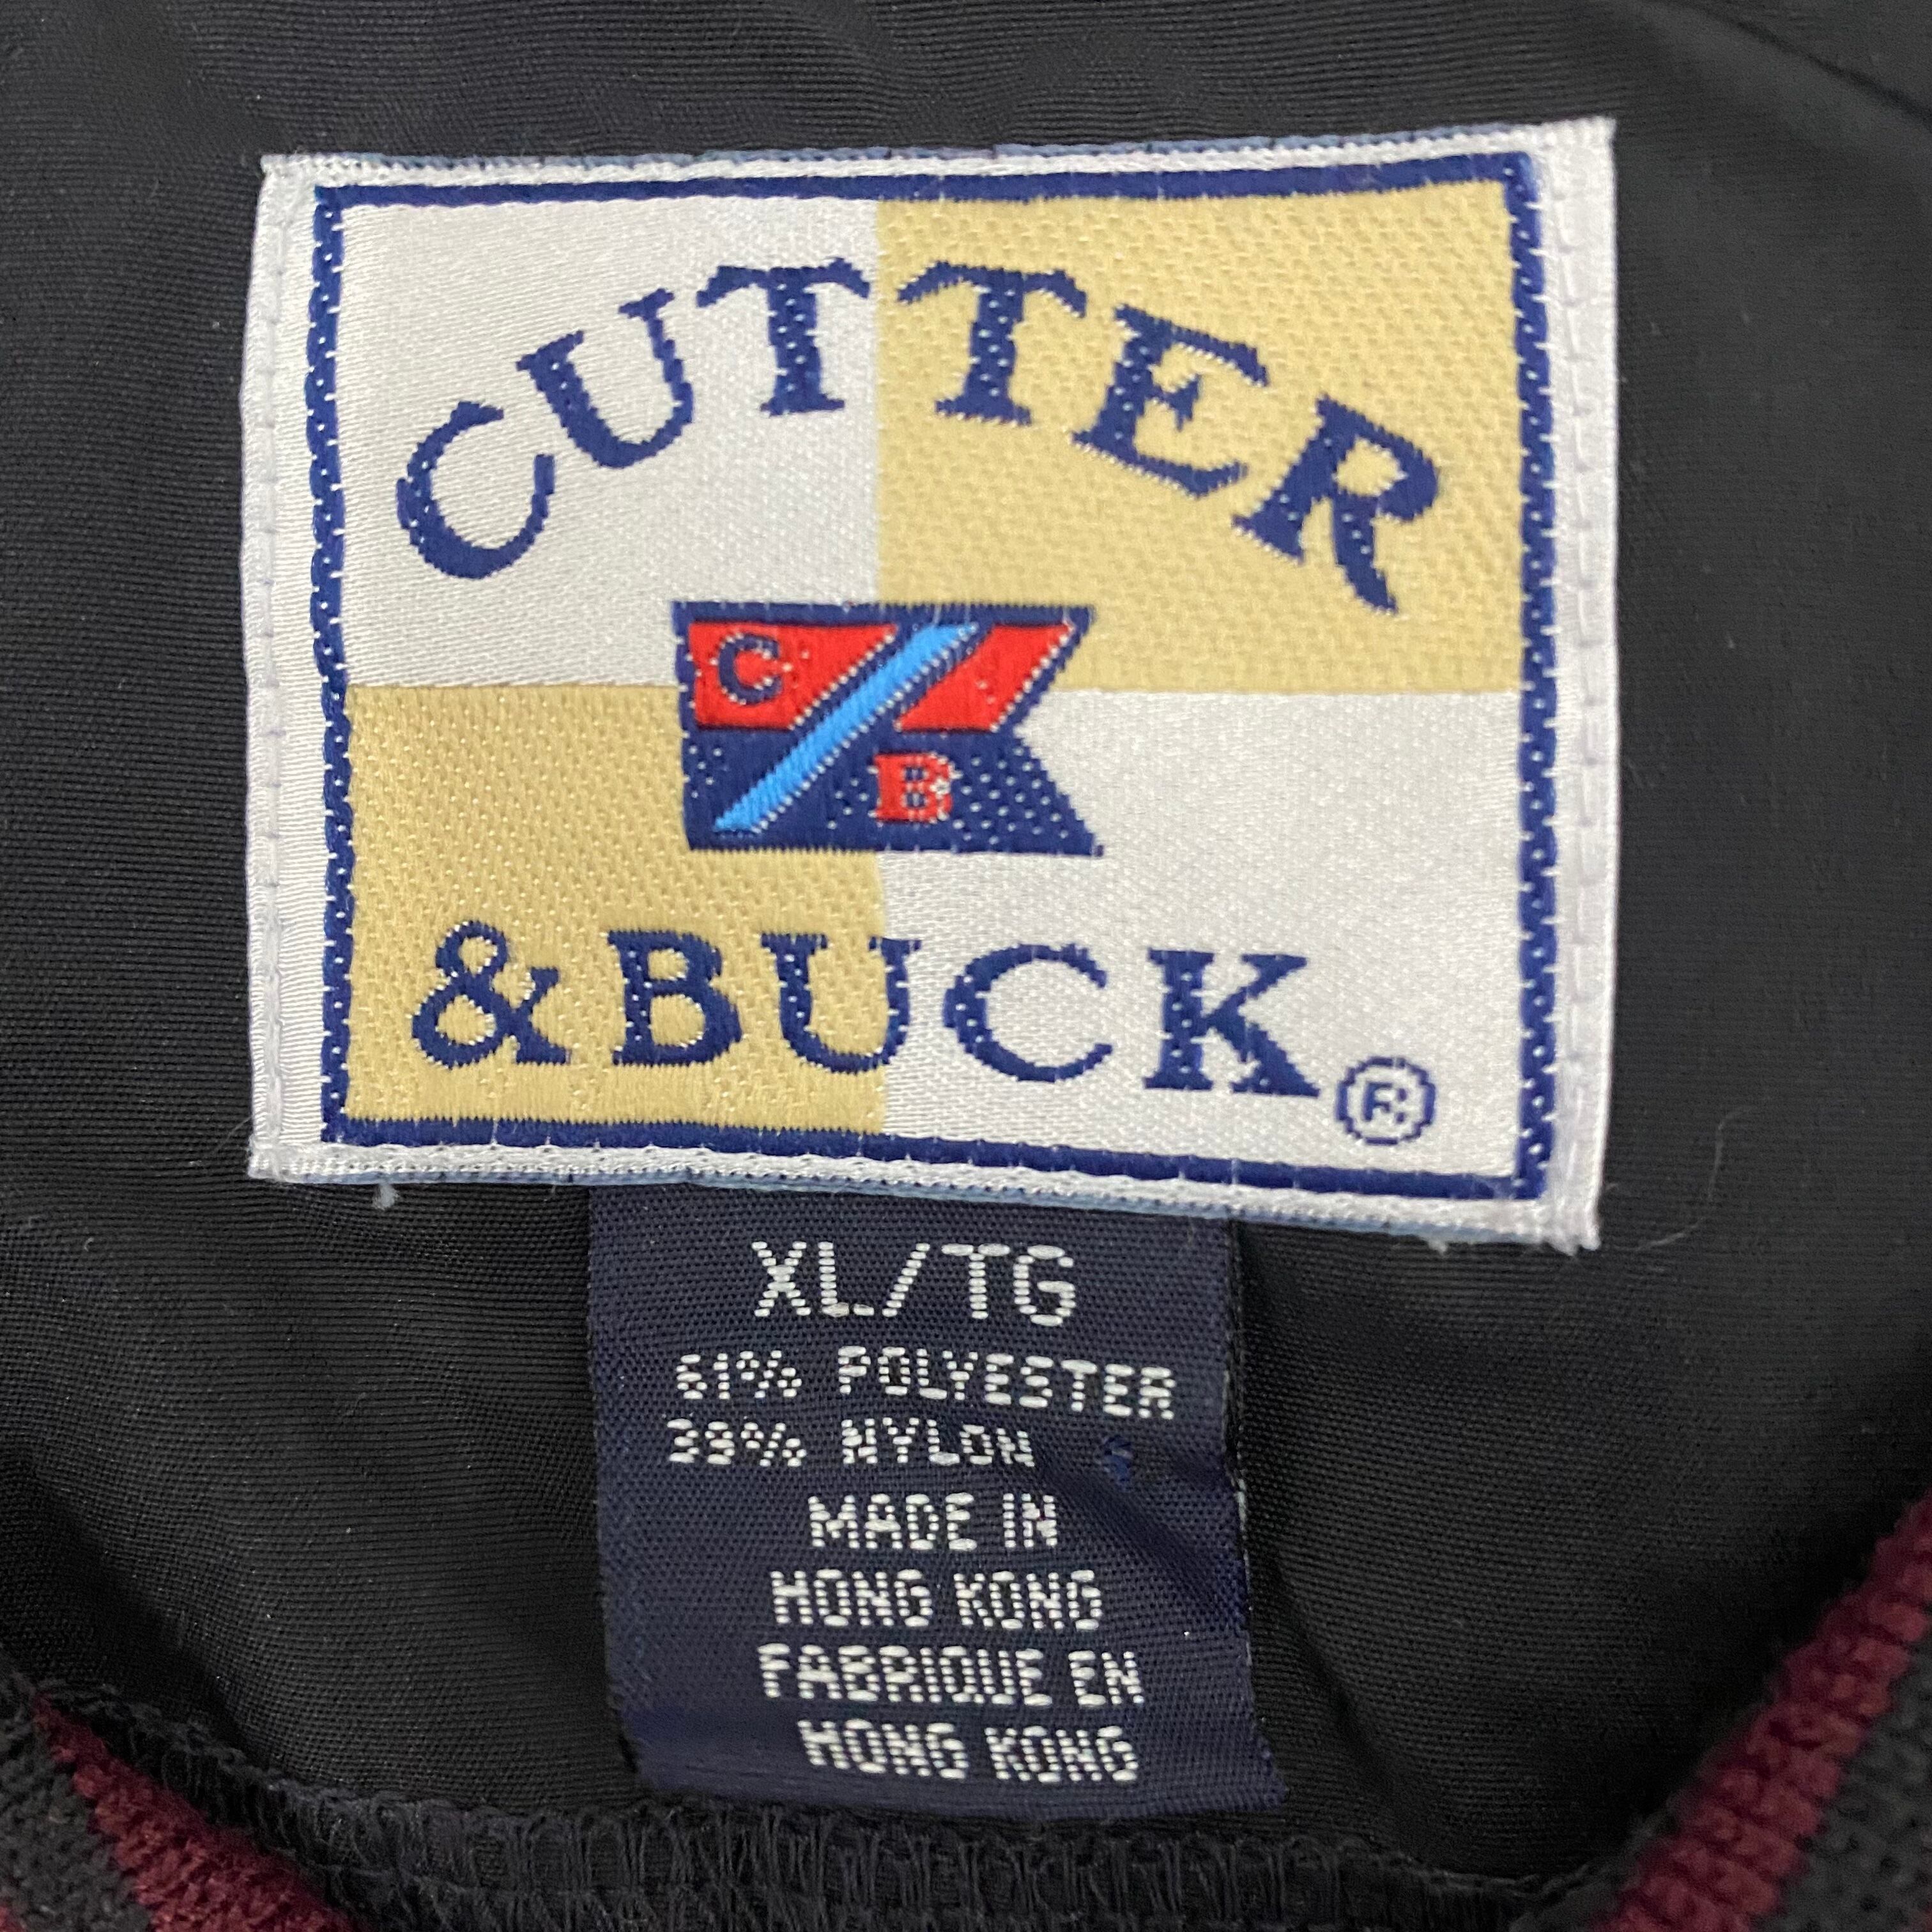 CUTTER
C
B
& BUCK®
XL/TG
61% POLYESTER
39% NYLON
MADE IN
HONG KONG
FABRIQUE EN
HONG KONG